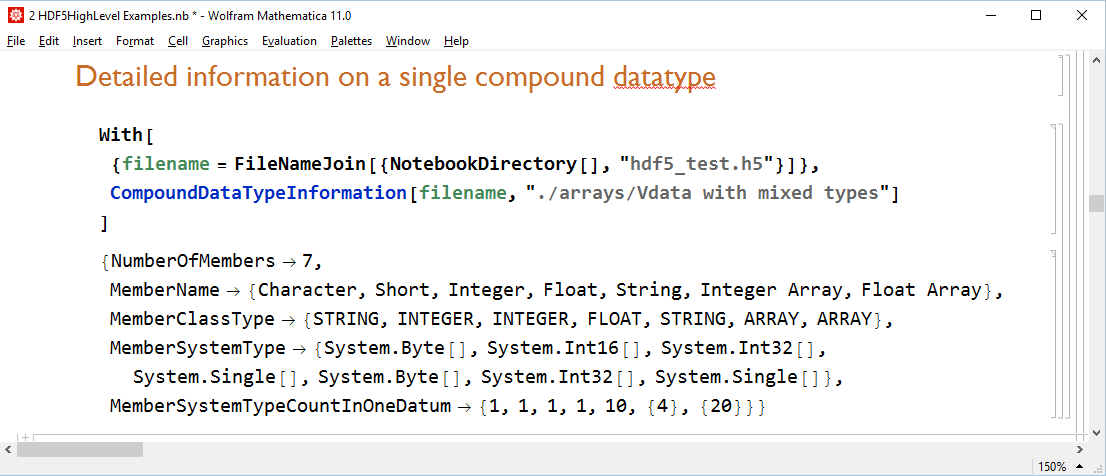 2 HDF5HighLevel Examples.nb * - Wolfram Mathematica 11.0
File Edit Insert Format Cell Graphics Evaluation Palettes Window Help
Detailed information on a single compound datatype
With[
{filename = FileNameJoin[{NotebookDirectory[], "hdf5_test.h5"}]},
CompoundDataTypeInformation[filename, "./arrays/Vdata with mixed types"]
]
{NumberOfMembers → 7,
MemberName → {Character, Short, Integer, Float, String, Integer Array, Float Array},
MemberClassType → {STRING, INTEGER, INTEGER, FLOAT, STRING, ARRAY, ARRAY},
MemberSystemType → {System.Byte[], System.Int16[], System.Int32[],
System.Single[], System.Byte[], System.Int32[], System.Single[]},
MemberSystemTypeCountInOneDatum → {1, 1, 1, 1, 10, {4}, {20}}}
150%